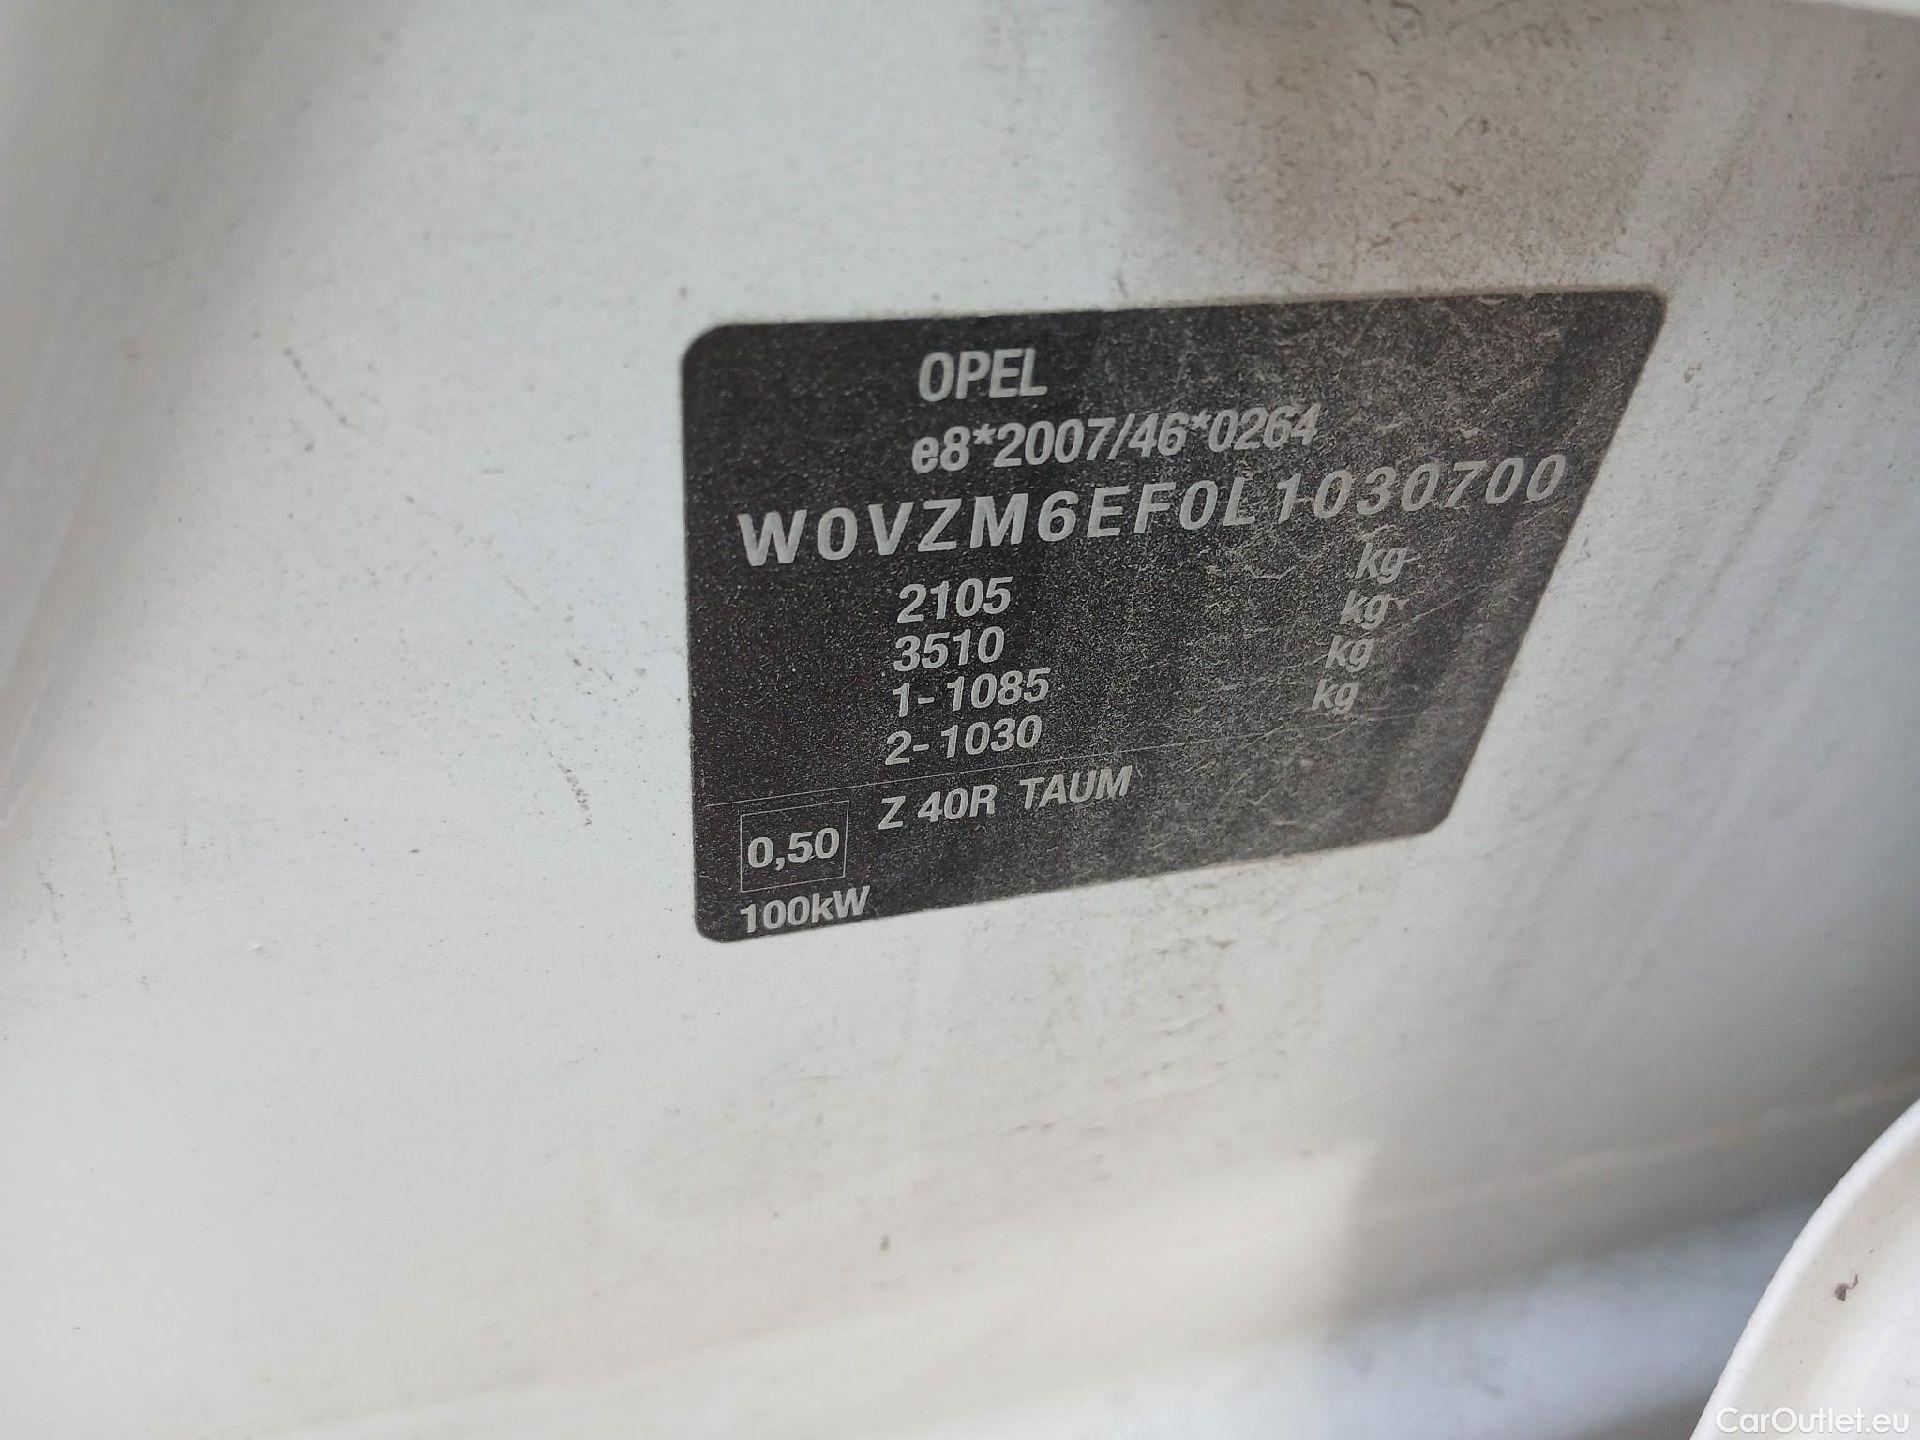 OPEL
e8*2007/46*0264
W0VZM6EF0L1030700
2105 kg
3510 kg
1-1085 kg
2-1030 kg
0,50 Z 40R TAUM
100kW
CarOutlet.eu